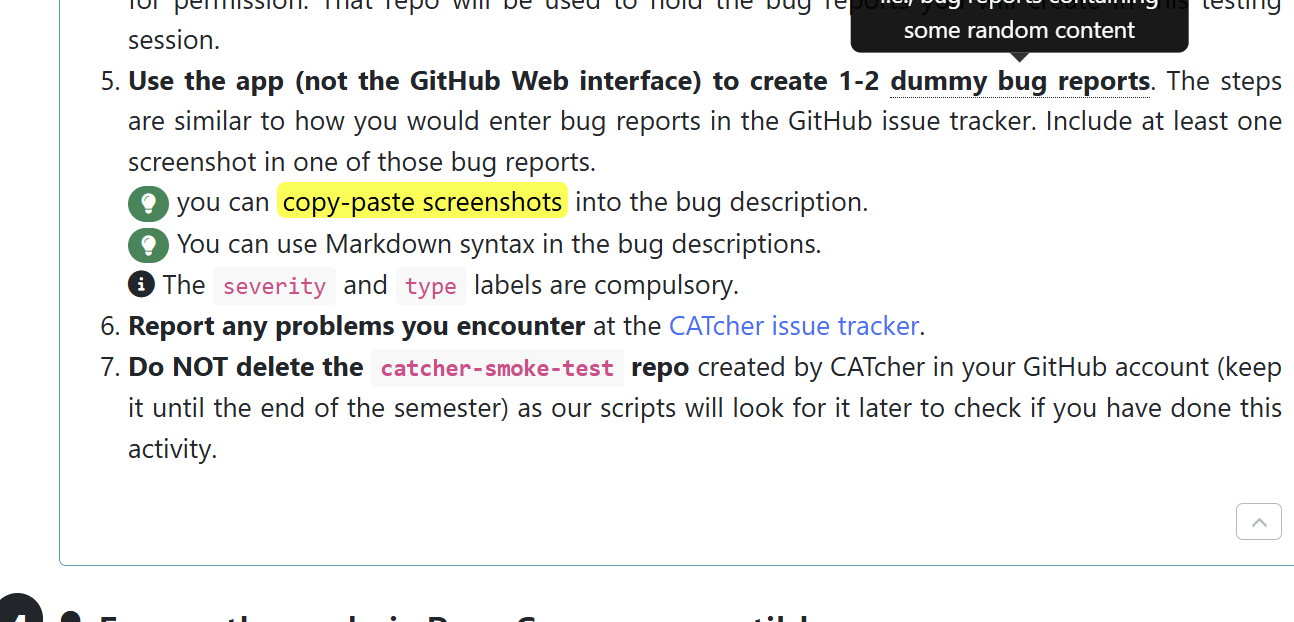 for permission. That repo will be used to hold the bug reports you will create in this testing
some random content
session.
5. Use the app (not the GitHub Web interface) to create 1-2 dummy bug reports. The steps
are similar to how you would enter bug reports in the GitHub issue tracker. Include at least one
screenshot in one of those bug reports.
you can copy-paste screenshots into the bug description.
You can use Markdown syntax in the bug descriptions.
The severity and type labels are compulsory.
6. Report any problems you encounter at the CATcher issue tracker.
7. Do NOT delete the catcher-smoke-test repo created by CATcher in your GitHub account (keep
it until the end of the semester) as our scripts will look for it later to check if you have done this
activity.